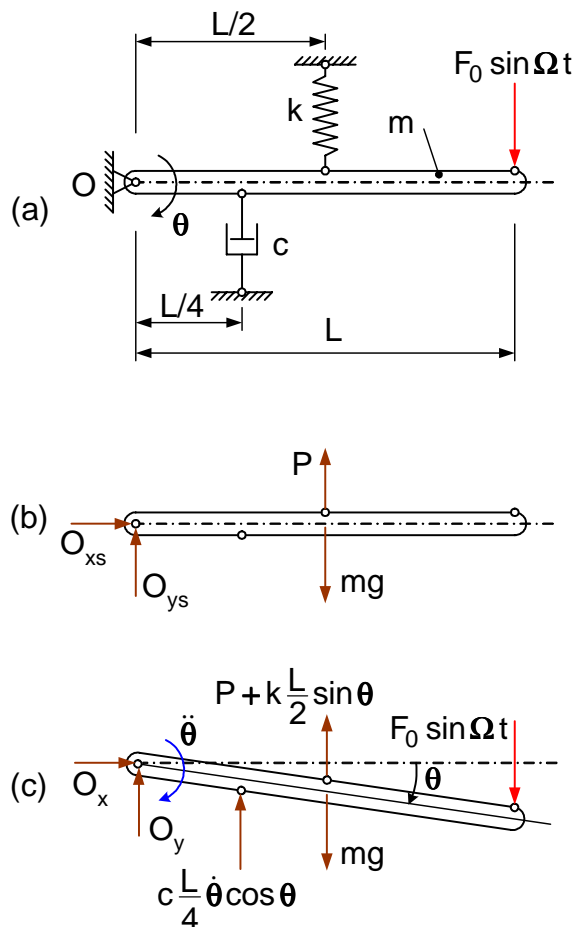 L/2
F₀ sin Ω t
k
m
O
(a)
θ
c
L/4
L
P
(b)
Oxs
Oys
mg
P + k L/2 sin θ
θ̈
F₀ sin Ω t
θ
(c)
Ox
Oy
mg
c L/4 θ̇ cos θ